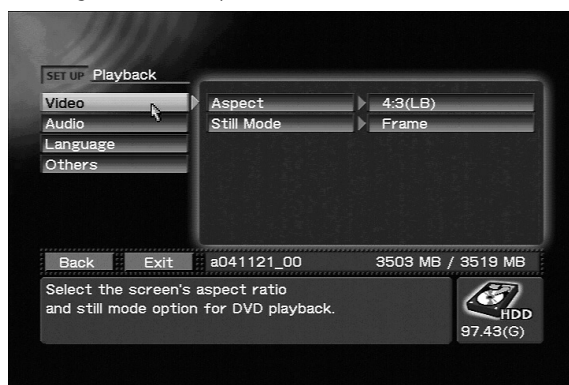 SET UP Playback
Video
Audio
Language
Others
Aspect 4:3(LB)
Still Mode Frame
Back Exit a041121_00 3503 MB / 3519 MB
Select the screen's aspect ratio
and still mode option for DVD playback.
HDD
97.43(G)